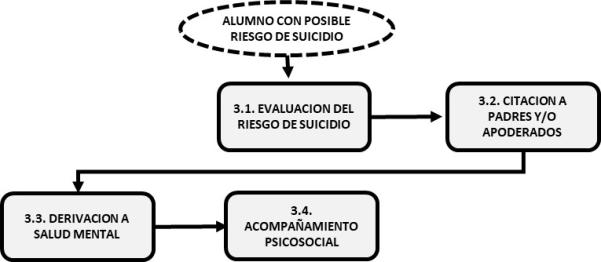 ALUMNO CON POSIBLE
RIESGO DE SUICIDIO
3.1. EVALUACION DEL
RIESGO DE SUICIDIO
3.2. CITACION A
PADRES Y/O
APODERADOS
3.3. DERIVACION A
SALUD MENTAL
3.4.
ACOMPAÑAMIENTO
PSICOSOCIAL